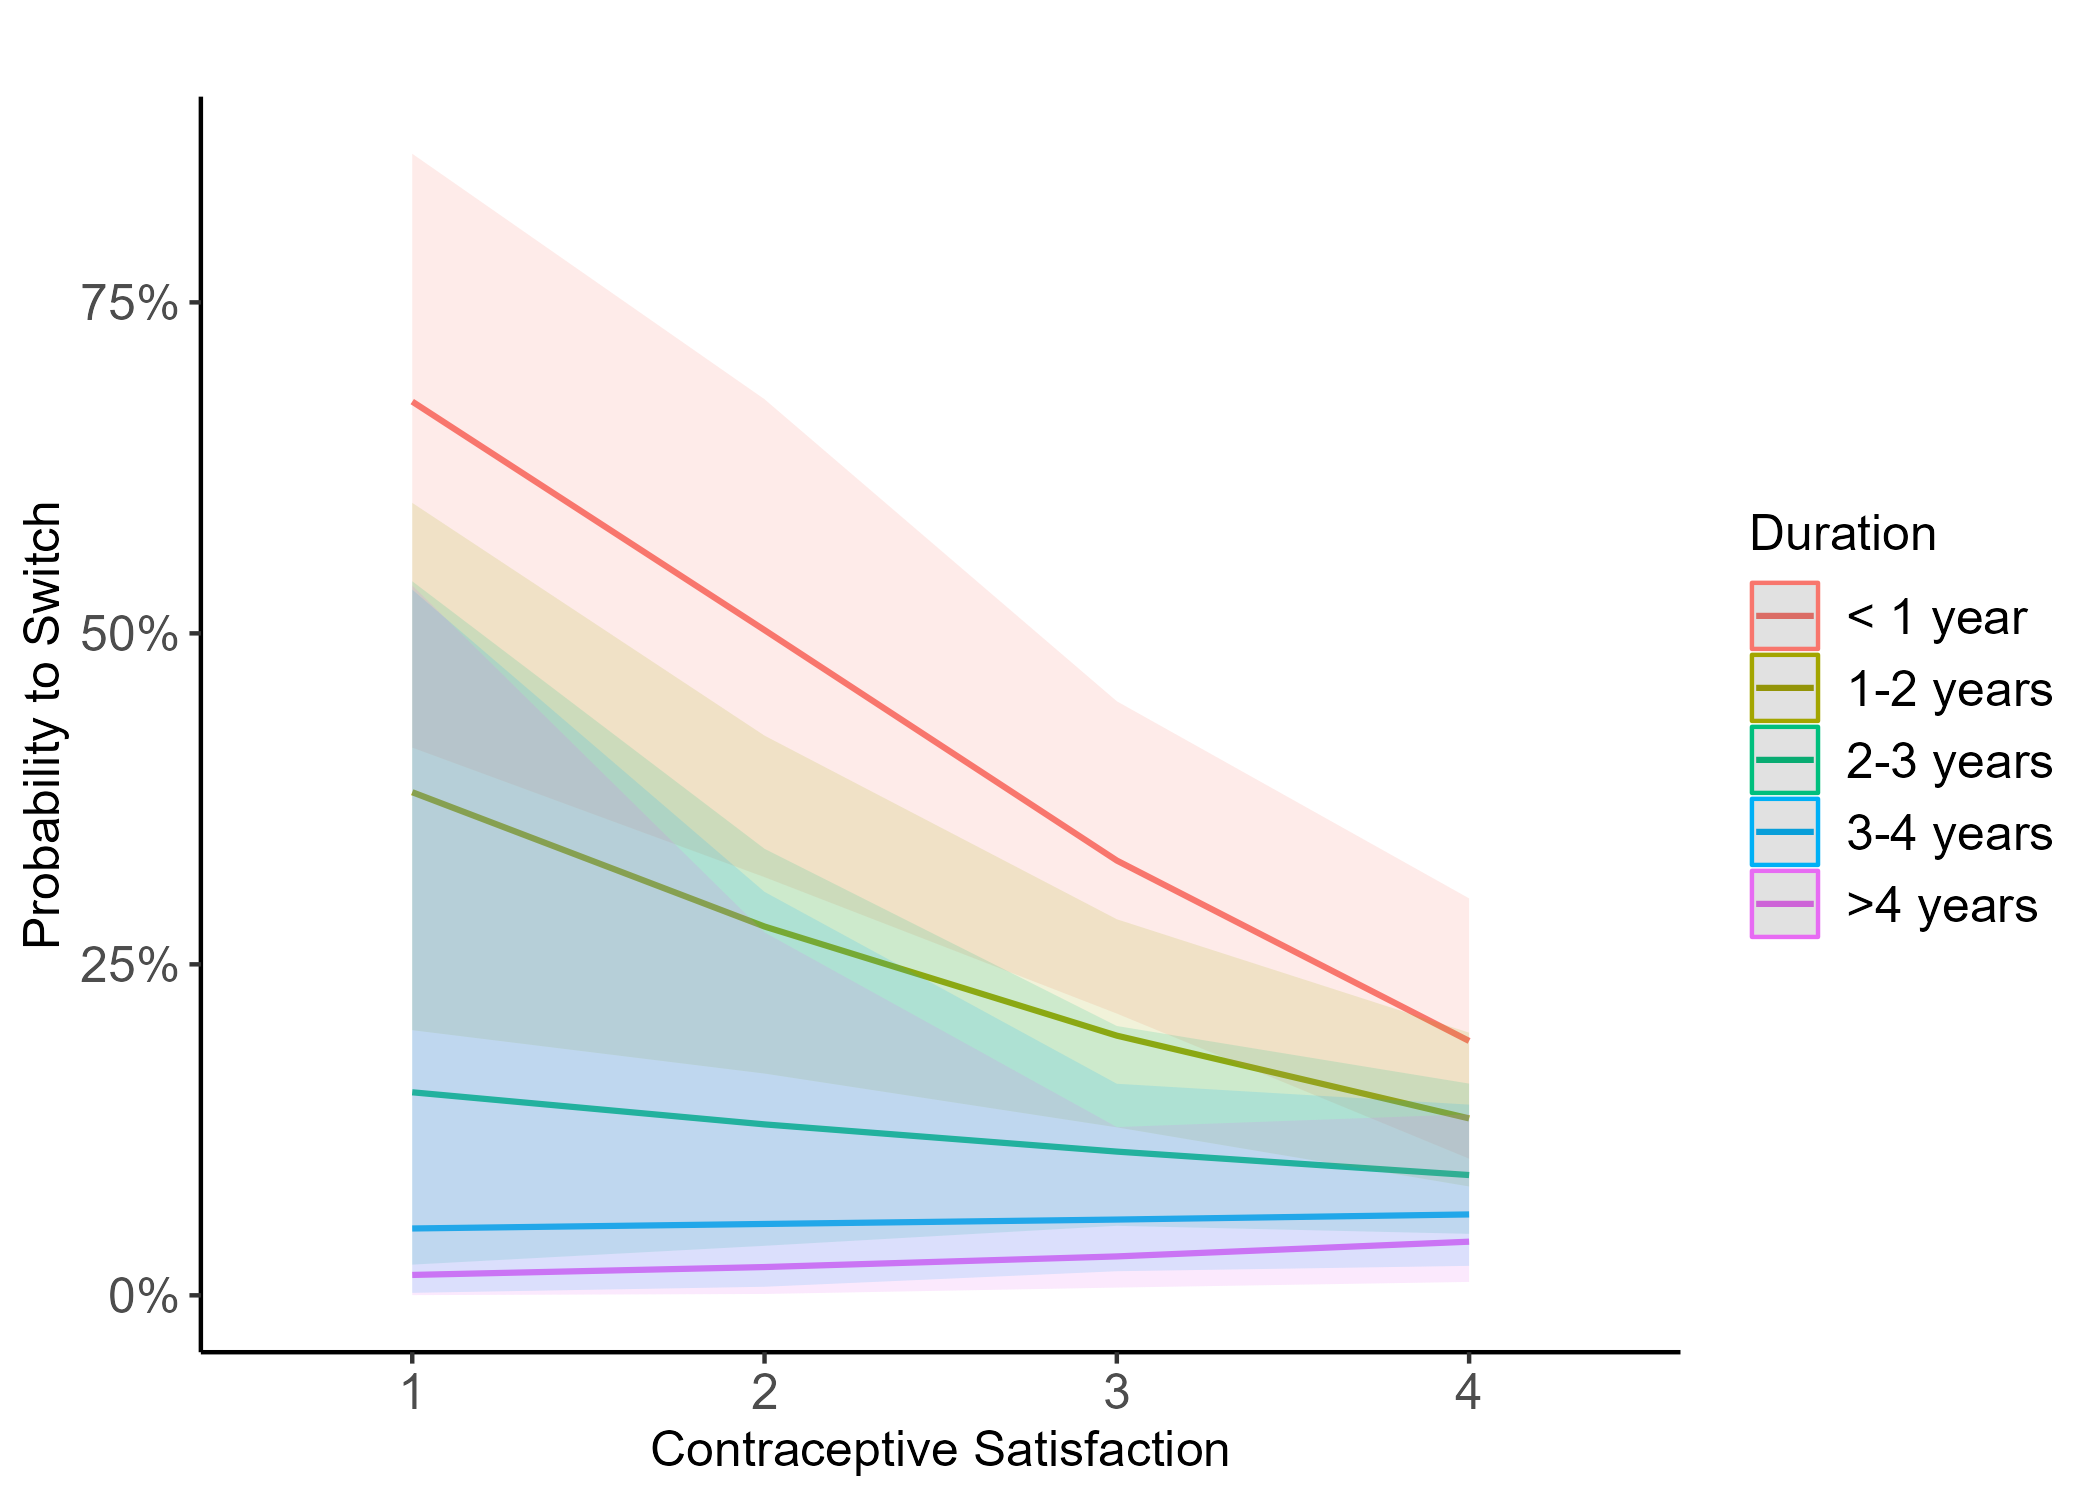 Probability to Switch
75%
50%
25%
0%
1 2 3 4
Contraceptive Satisfaction
Duration
< 1 year
1-2 years
2-3 years
3-4 years
>4 years